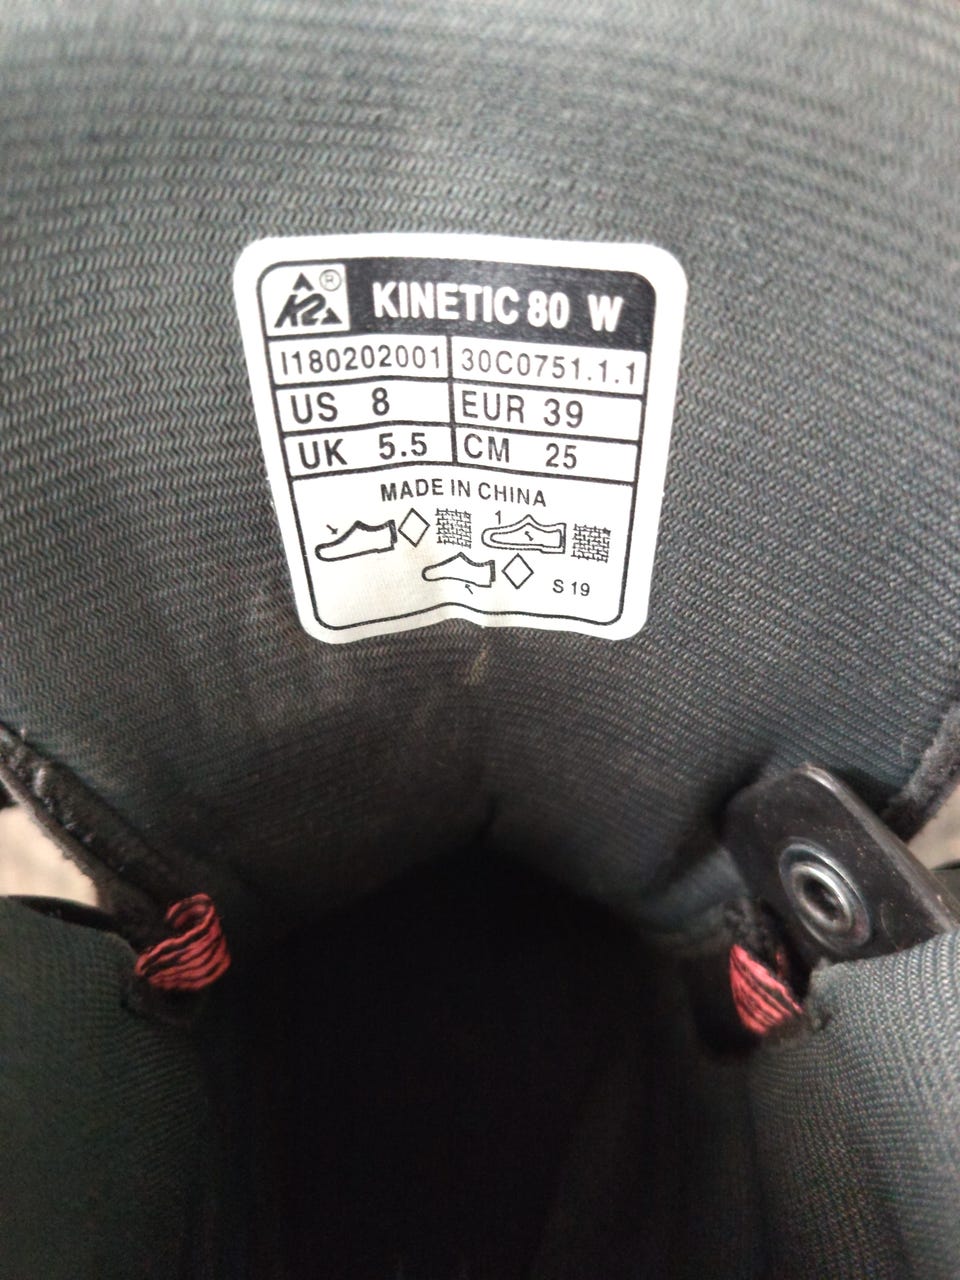 K2 ® KINETIC 80 W
I180202001 30C0751.1.1
US 8 EUR 39
UK 5.5 CM 25
MADE IN CHINA
1
S 19